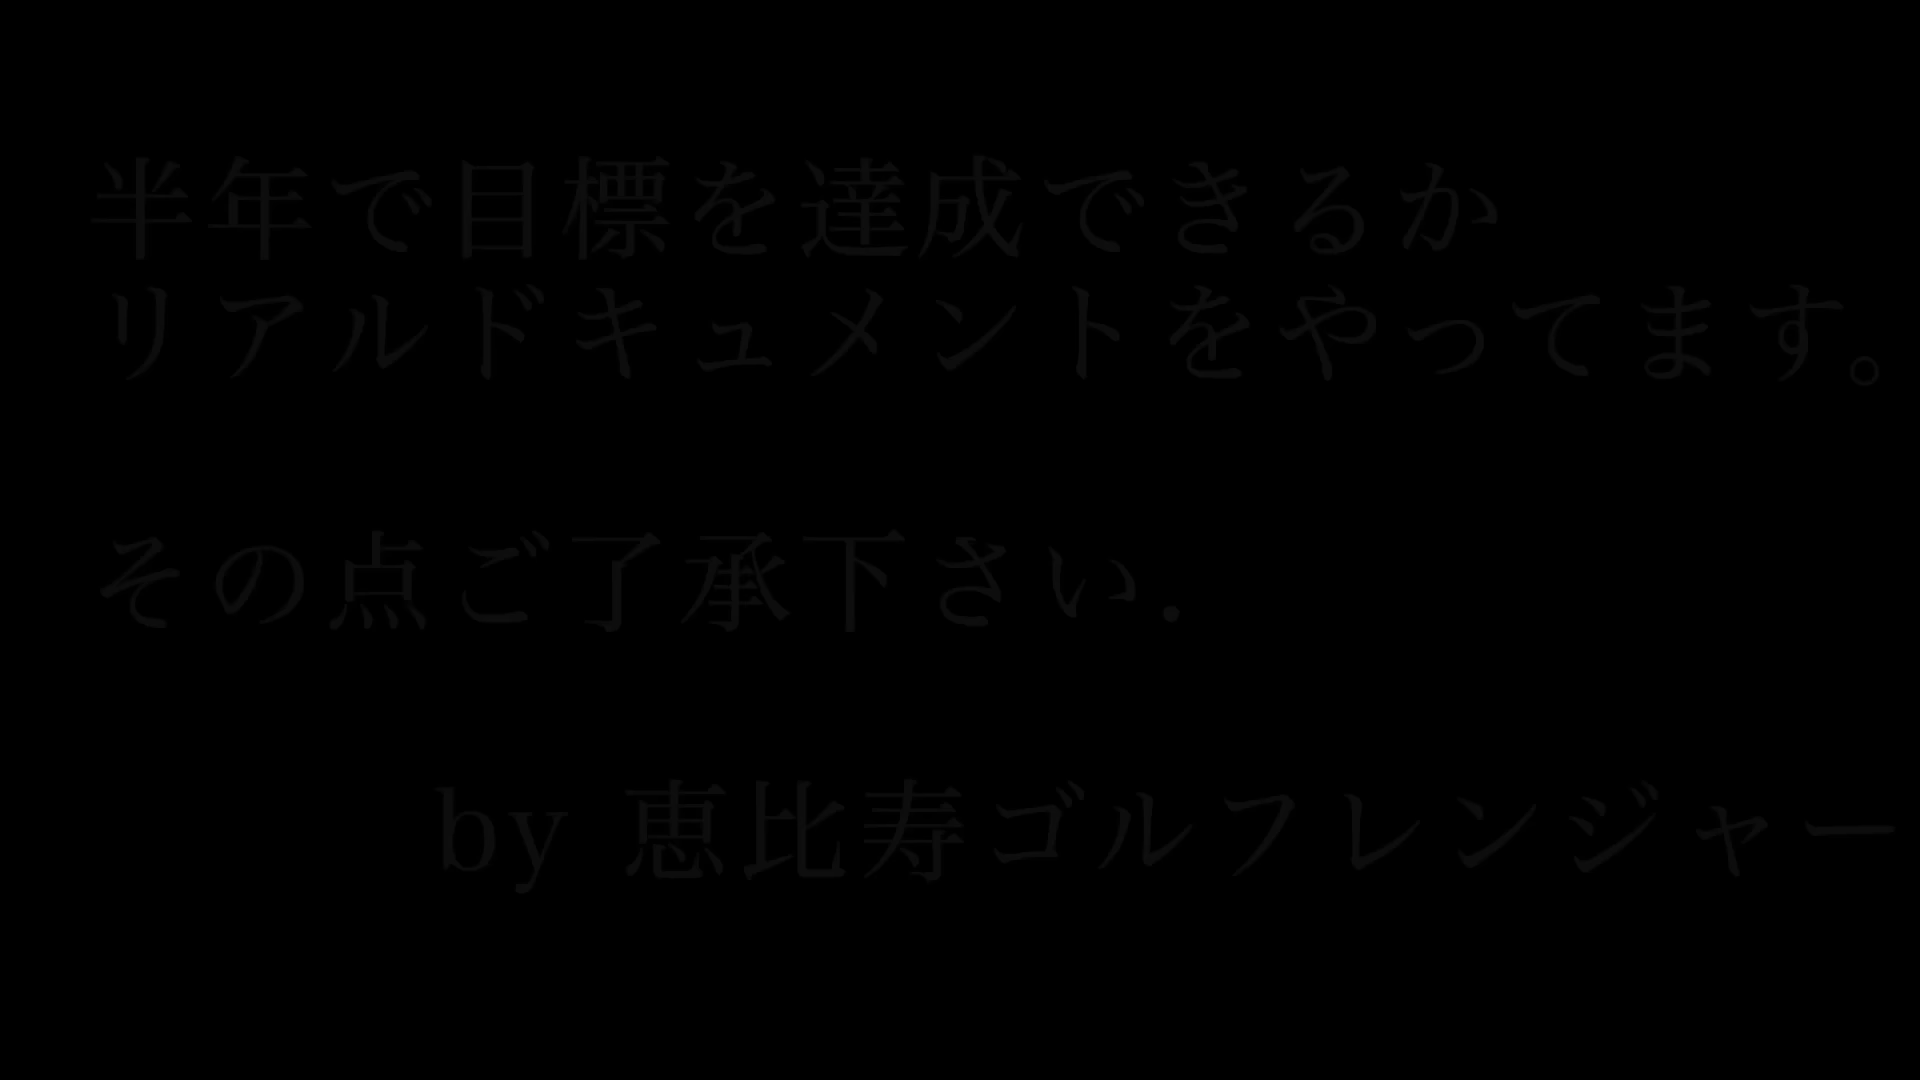 半年で目標を達成できるか
リアルドキュメントをやってます。
その点ご了承下さい.
by 恵比寿ゴルフレンジャー